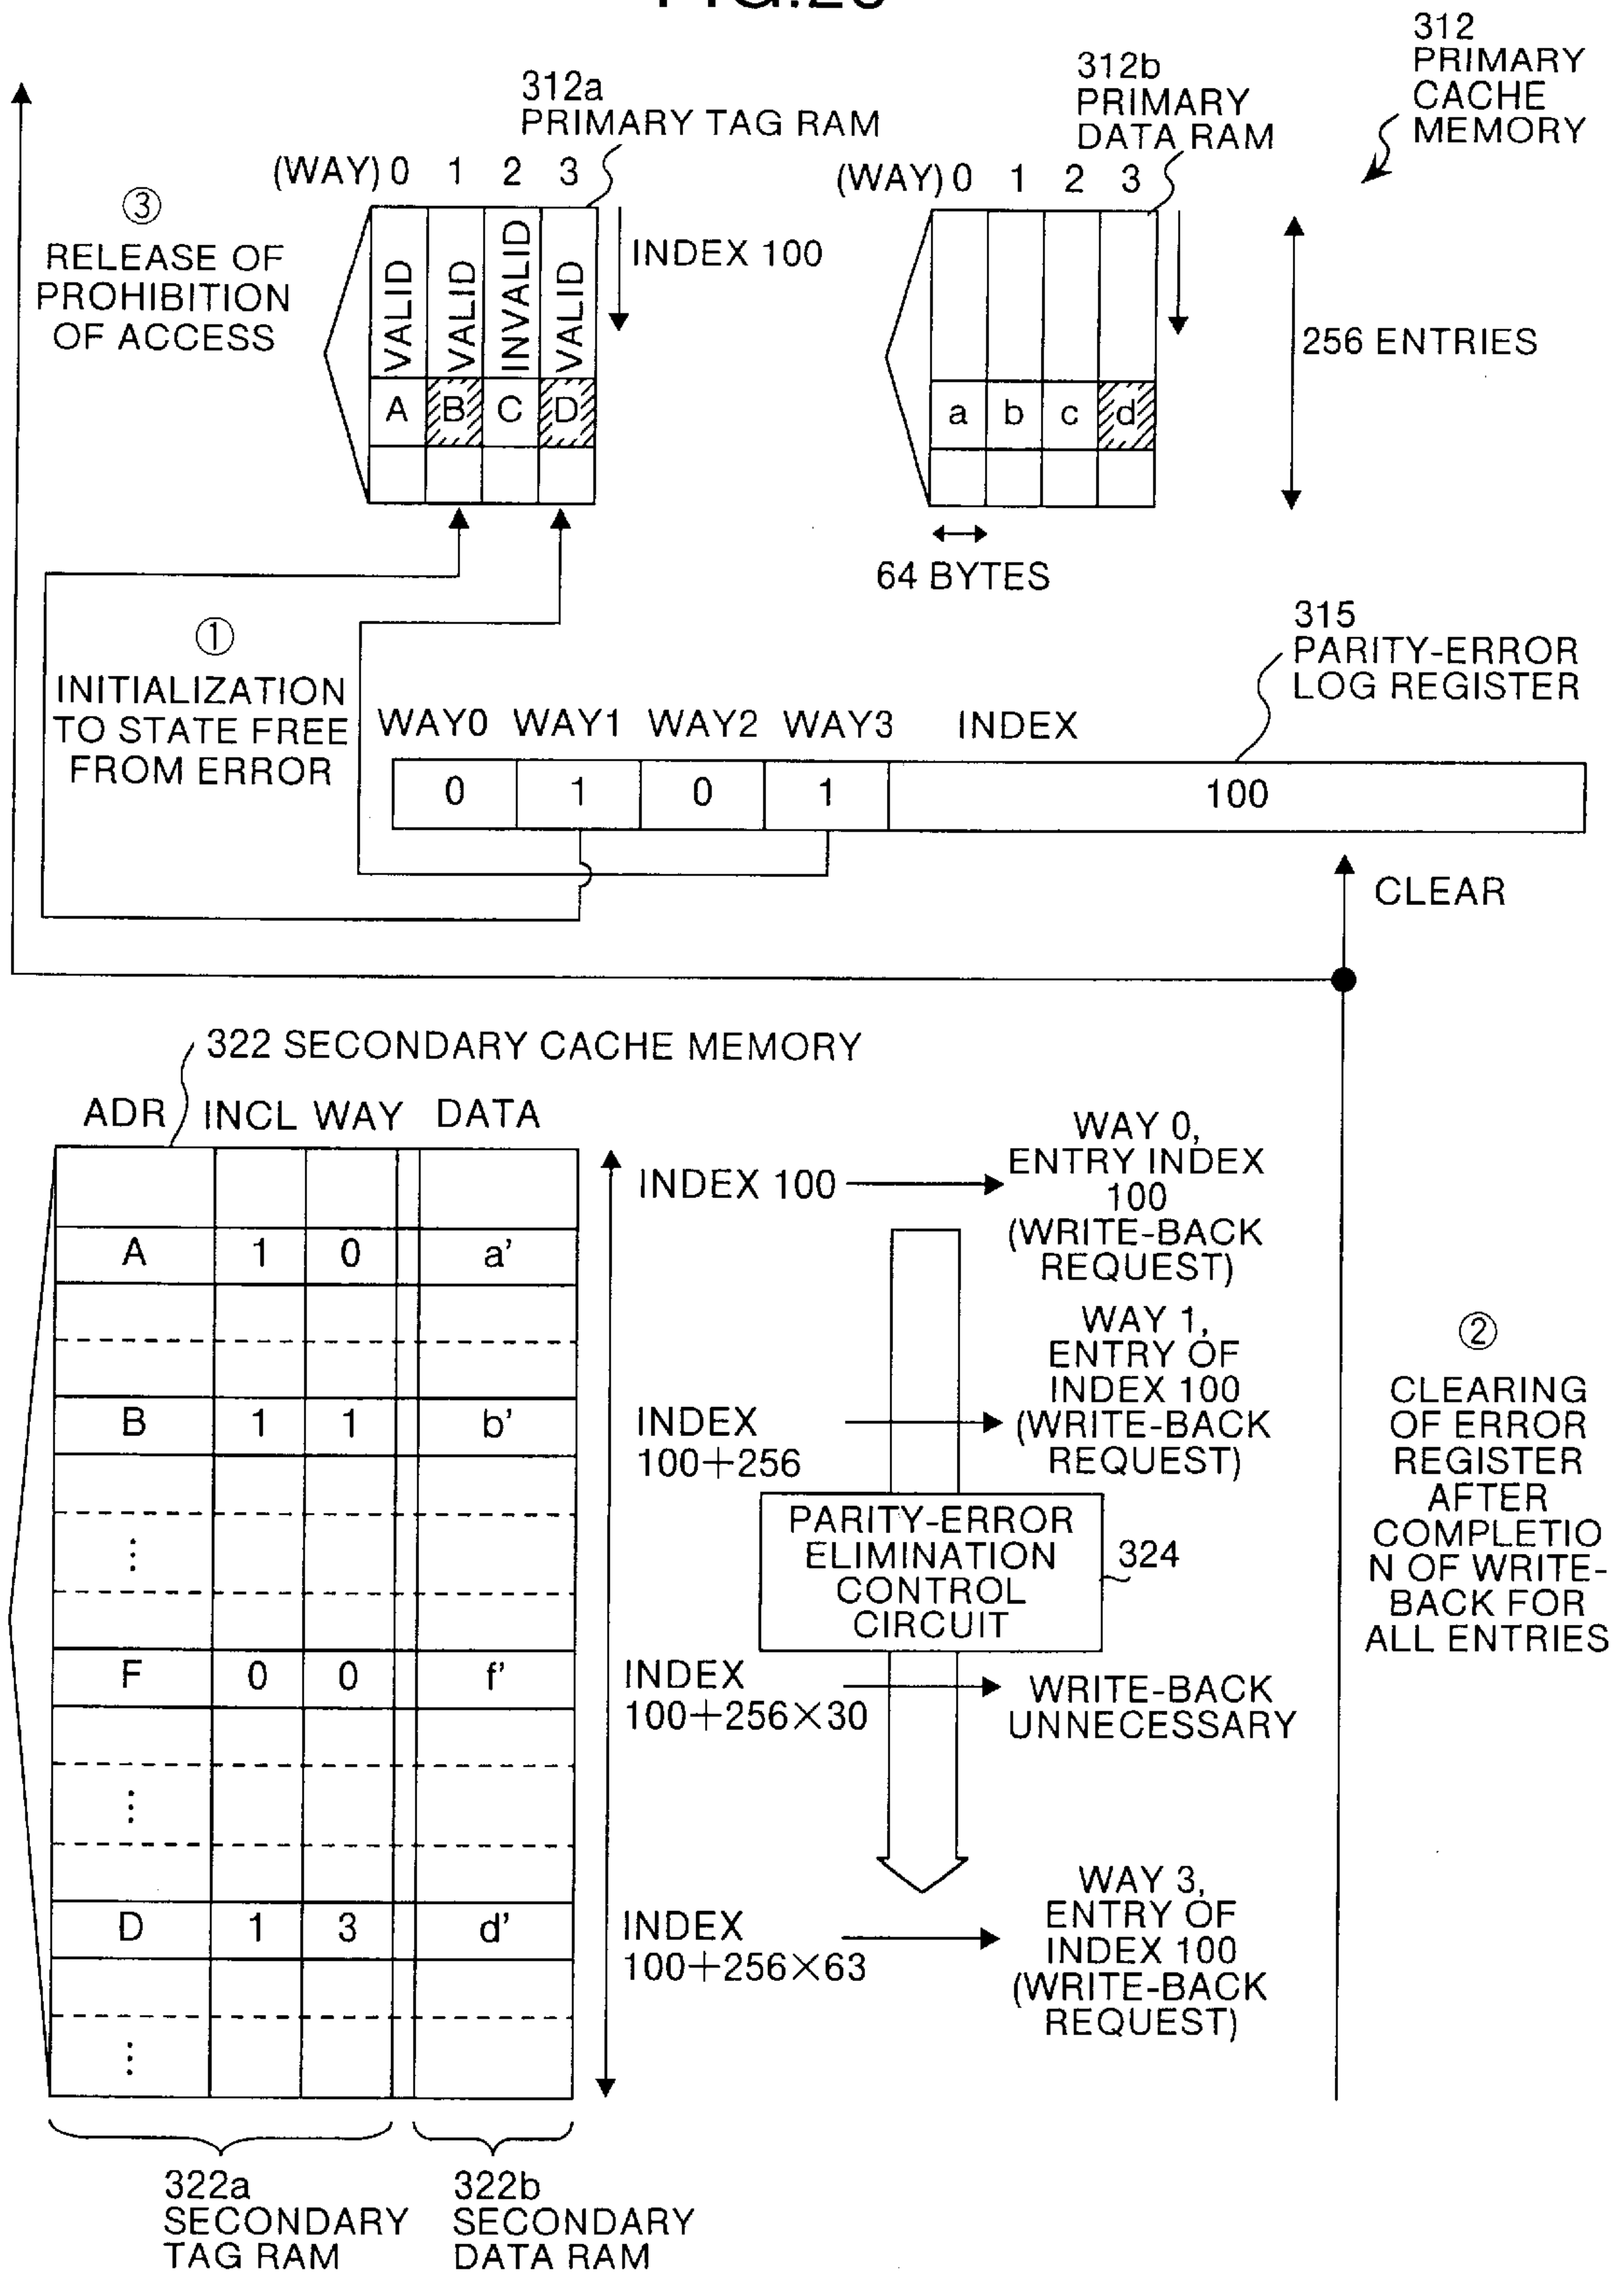 312
PRIMARY
CACHE
MEMORY
312a
PRIMARY TAG RAM
312b
PRIMARY
DATA RAM
(WAY) 0 1 2 3
(WAY) 0 1 2 3
③
RELEASE OF
PROHIBITION
OF ACCESS
VALID
VALID
INVALID
VALID
INDEX 100
256 ENTRIES
A B C D
a b c d
64 BYTES
①
INITIALIZATION
TO STATE FREE
FROM ERROR
315
PARITY-ERROR
LOG REGISTER
WAY0 WAY1 WAY2 WAY3 INDEX
0 1 0 1 100
CLEAR
322 SECONDARY CACHE MEMORY
ADR INCL WAY DATA
A 1 0 a'
B 1 1 b'
⋮
F 0 0 f'
⋮
D 1 3 d'
⋮
INDEX 100
WAY 0,
ENTRY INDEX
100
(WRITE-BACK
REQUEST)
INDEX
100+256
WAY 1,
ENTRY OF
INDEX 100
(WRITE-BACK
REQUEST)
PARITY-ERROR
ELIMINATION
CONTROL
CIRCUIT
324
INDEX
100+256×30
WRITE-BACK
UNNECESSARY
INDEX
100+256×63
WAY 3,
ENTRY OF
INDEX 100
(WRITE-BACK
REQUEST)
②
CLEARING
OF ERROR
REGISTER
AFTER
COMPLETIO
N OF WRITE-
BACK FOR
ALL ENTRIES
322a
SECONDARY
TAG RAM
322b
SECONDARY
DATA RAM